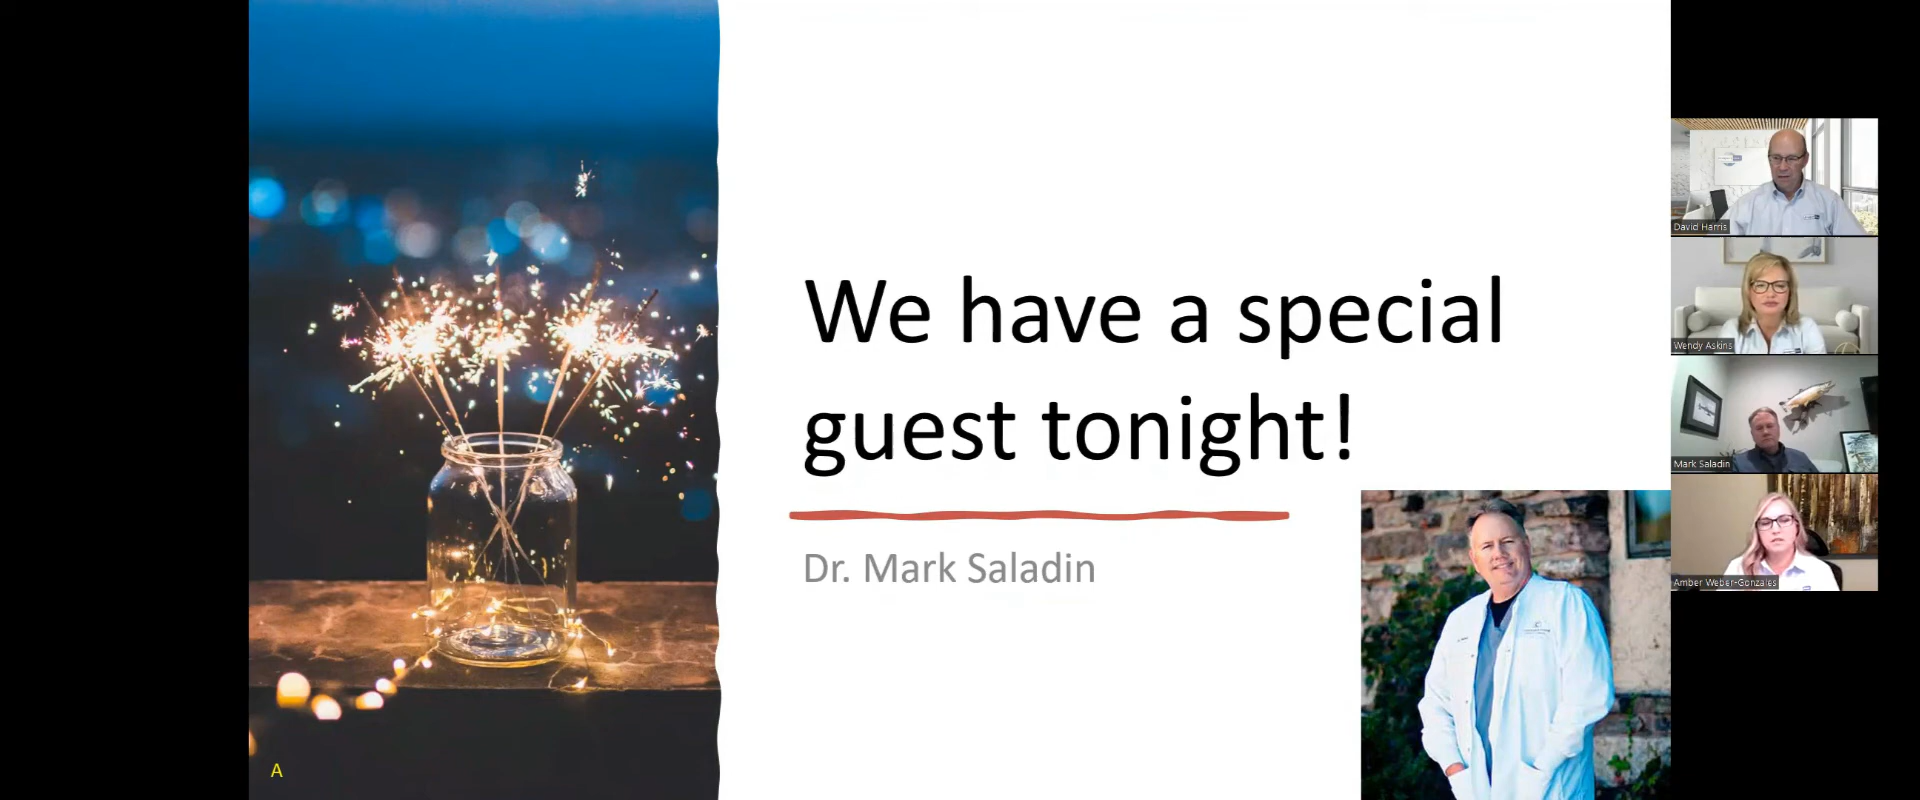 We have a special
guest tonight!
Dr. Mark Saladin
A
David Harris
Wendy Askins
Mark Saladin
Amber Weber-Gonzales